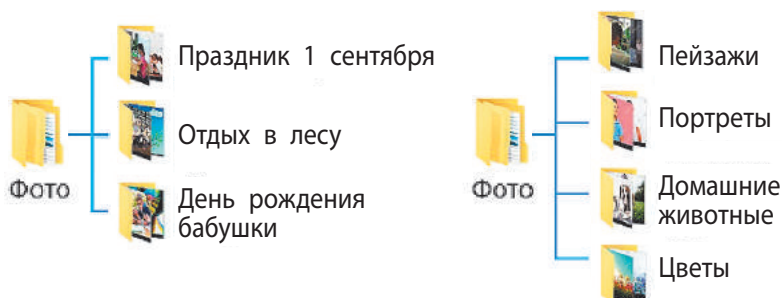 Праздник 1 сентября
Отдых в лесу
Фото
День рождения
бабушки
Пейзажи
Портреты
Фото
Домашние
животные
Цветы